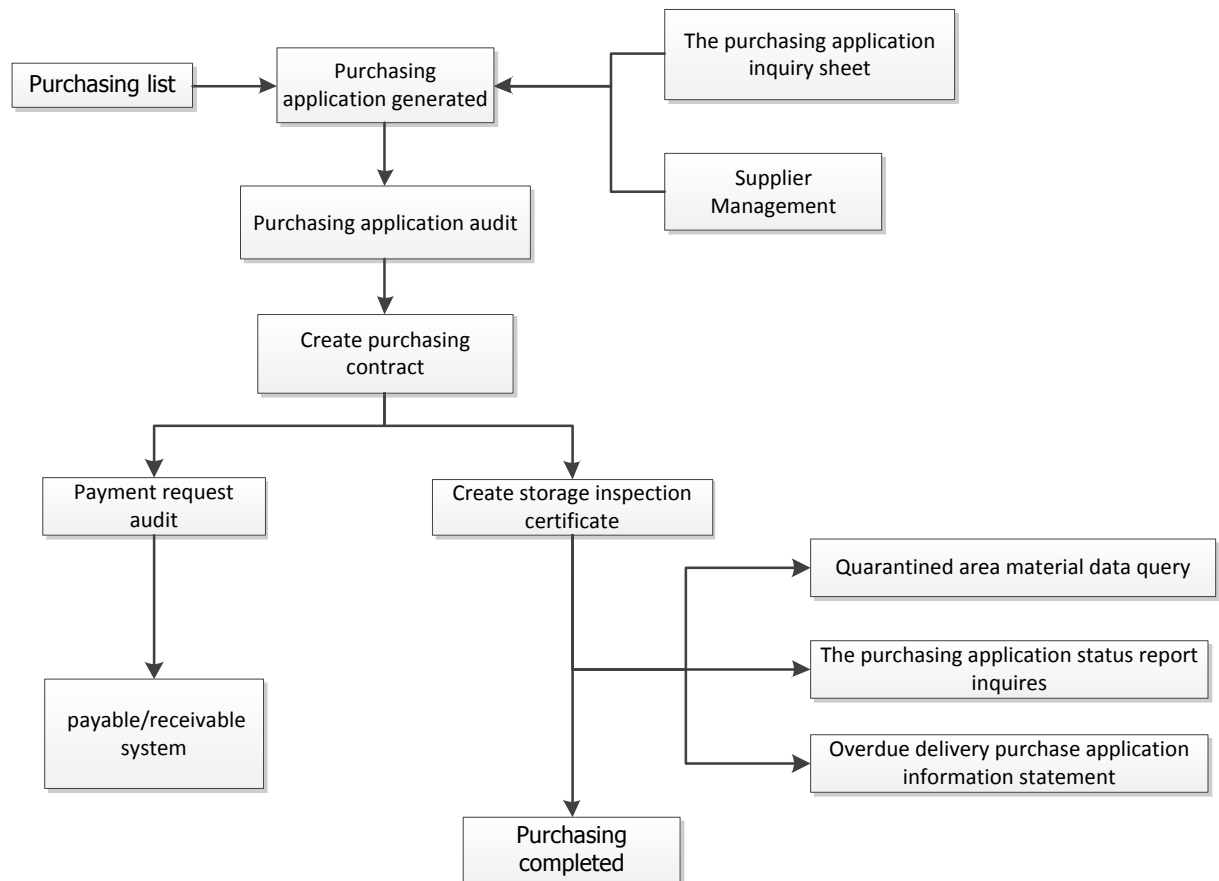 The purchasing application
inquiry sheet
Purchasing list
Purchasing
application generated
Supplier
Management
Purchasing application audit
Create purchasing
contract
Payment request
audit
Create storage inspection
certificate
Quarantined area material data query
The purchasing application status report
inquires
payable/receivable
system
Overdue delivery purchase application
information statement
Purchasing
completed